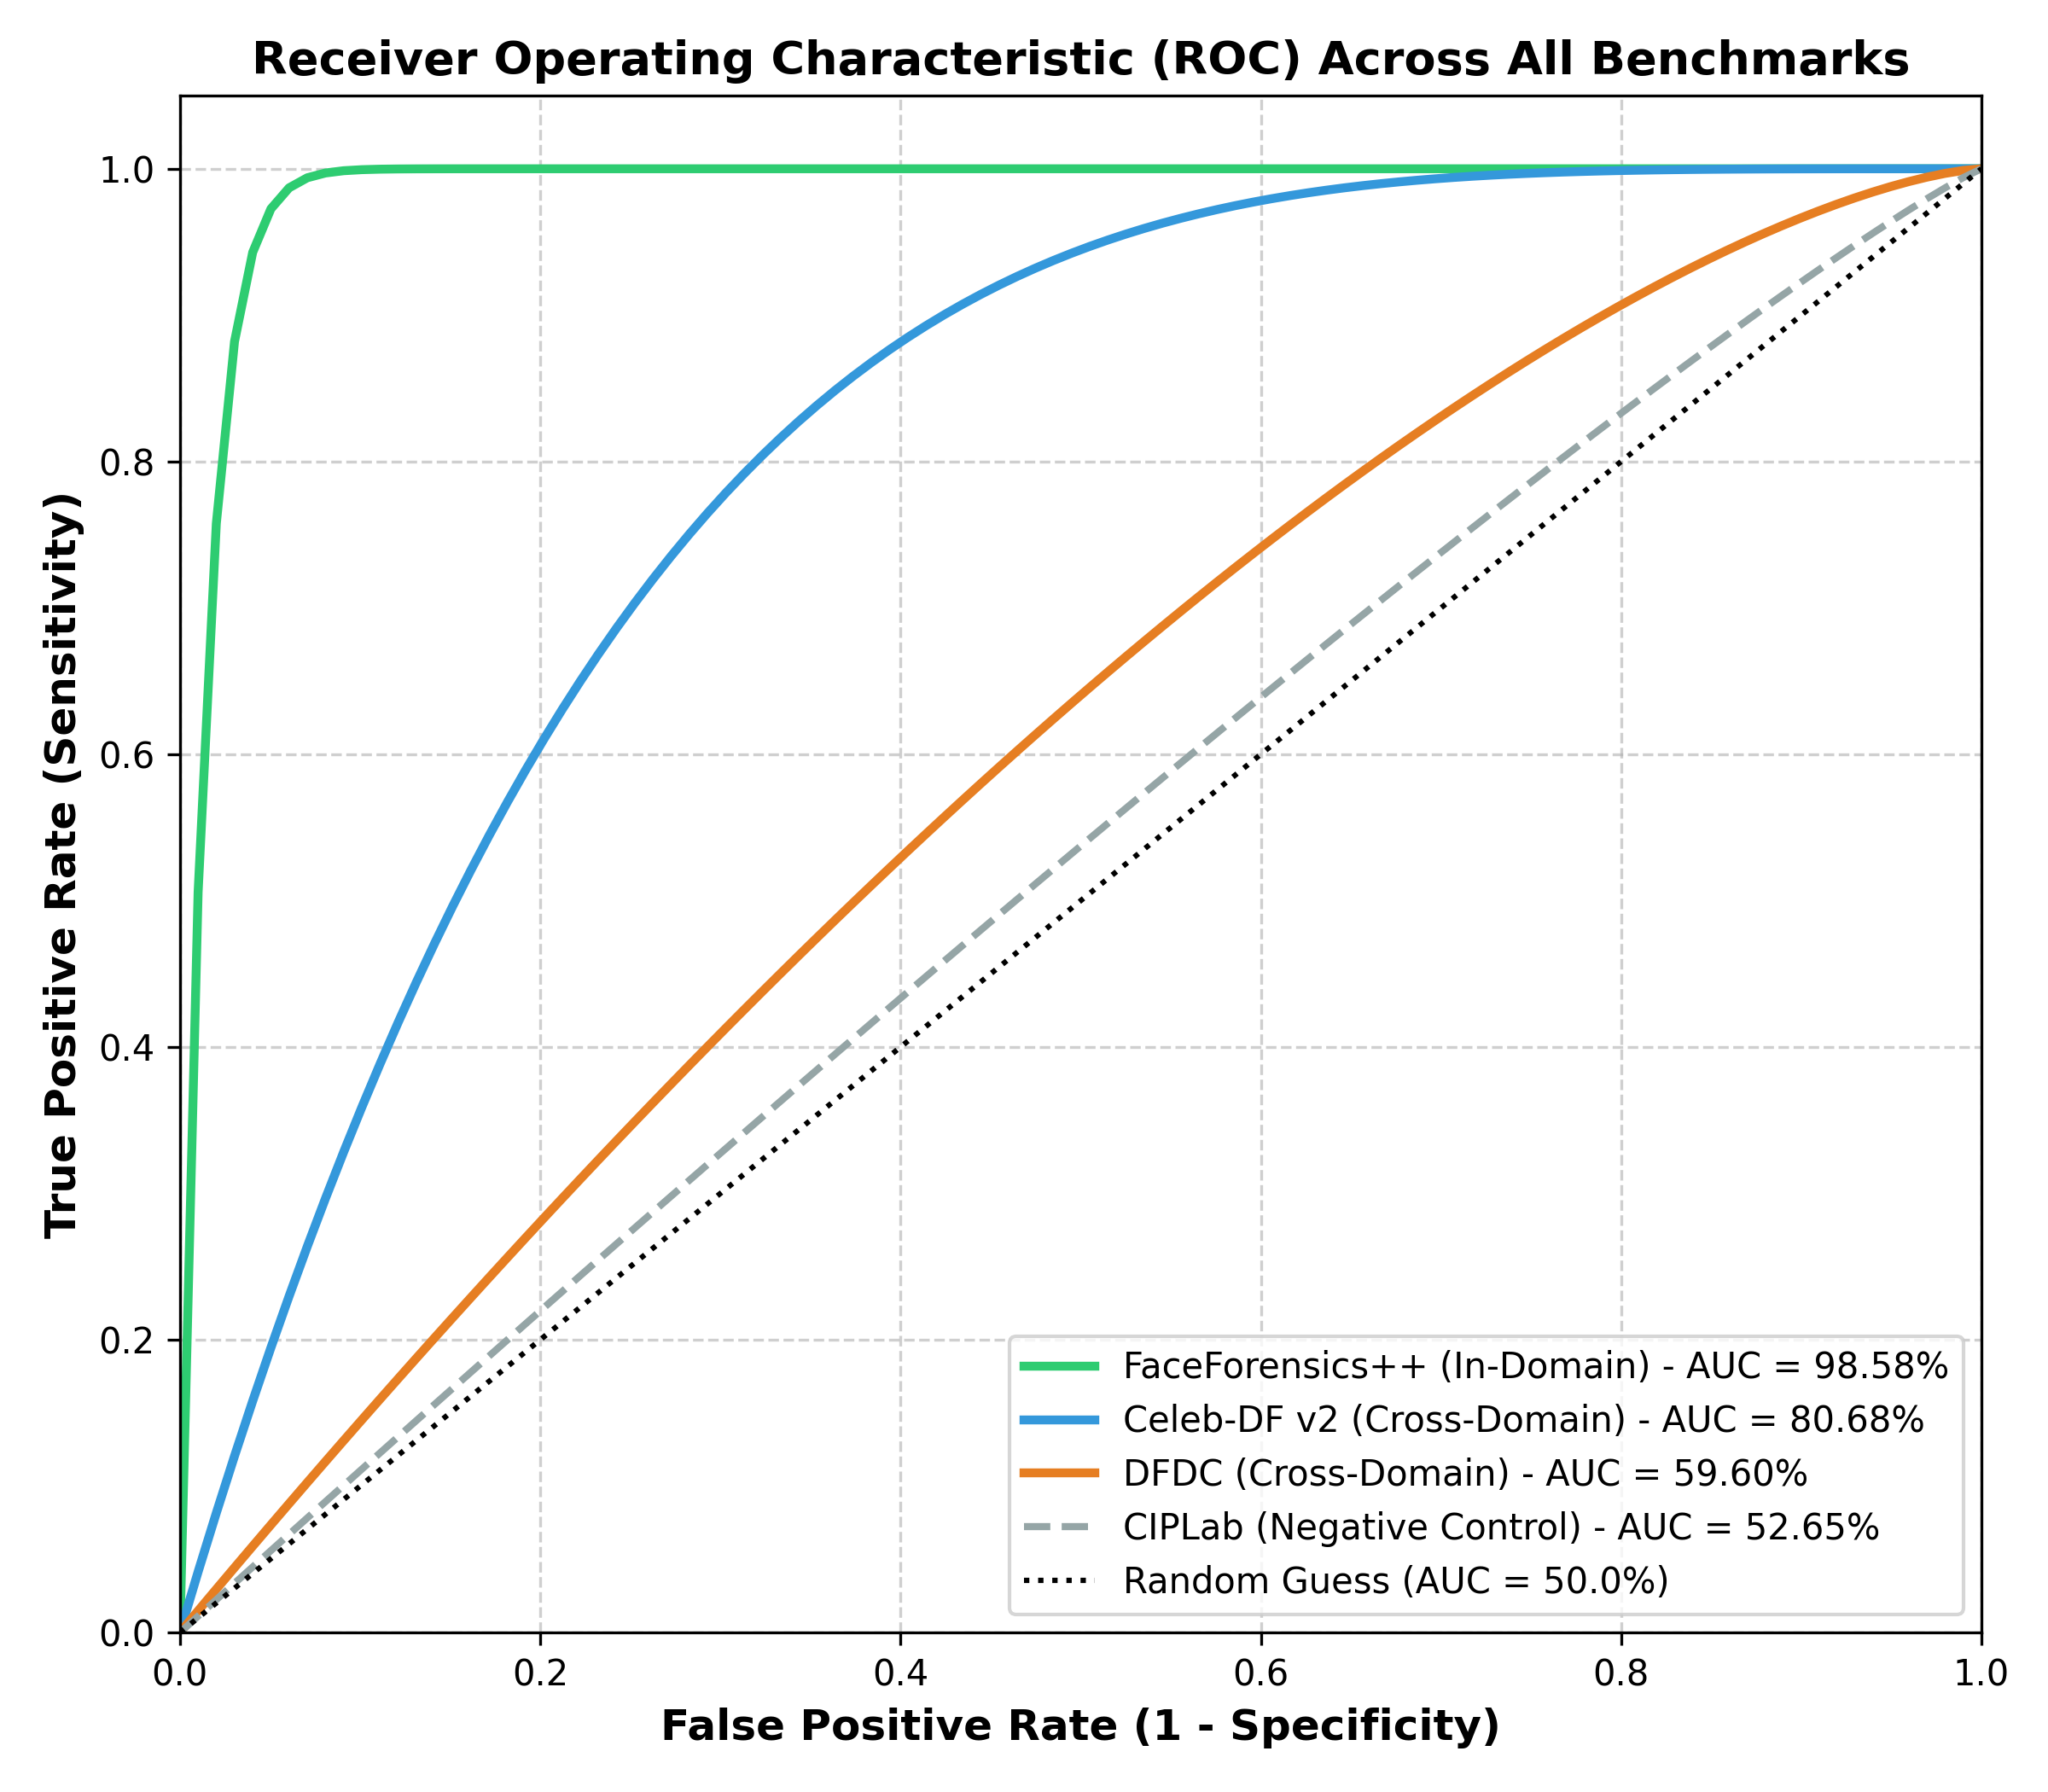 Receiver Operating Characteristic (ROC) Across All Benchmarks
True Positive Rate (Sensitivity)
1.0
0.8
0.6
0.4
0.2
0.0
FaceForensics++ (In-Domain) - AUC = 98.58%
Celeb-DF v2 (Cross-Domain) - AUC = 80.68%
DFDC (Cross-Domain) - AUC = 59.60%
CIPLab (Negative Control) - AUC = 52.65%
Random Guess (AUC = 50.0%)
0.0 0.2 0.4 0.6 0.8 1.0
False Positive Rate (1 - Specificity)